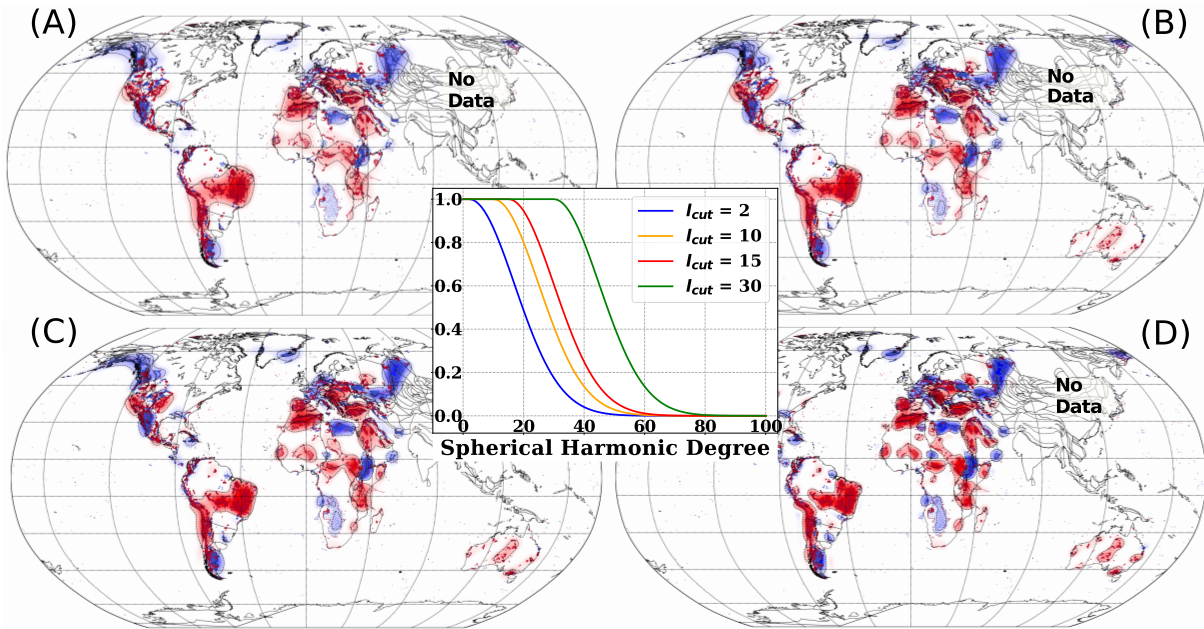 (A)
(B)
No
Data
No
Data
1.0
0.8
0.6
0.4
0.2
0.0
I_cut = 2
I_cut = 10
I_cut = 15
I_cut = 30
0
20
40
60
80
100
Spherical Harmonic Degree
(C)
(D)
No
Data